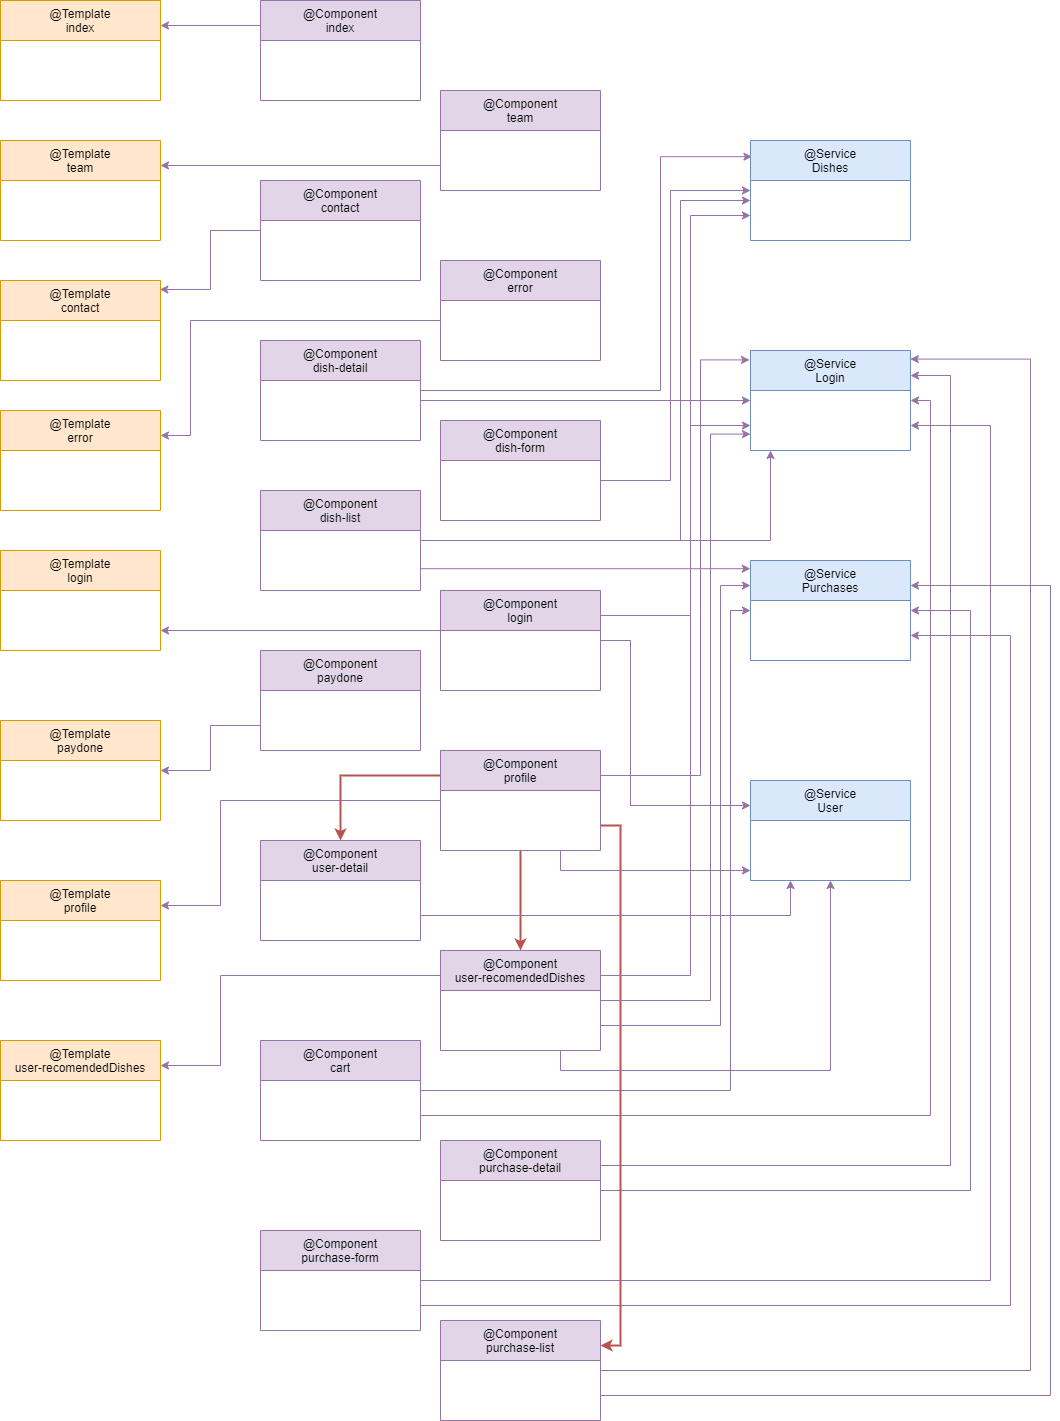 @Template
index
@Component
index
@Component
team
@Template
team
@Service
Dishes
@Component
contact
@Component
error
@Template
contact
@Component
dish-detail
@Service
Login
@Template
error
@Component
dish-form
@Component
dish-list
@Template
login
@Service
Purchases
@Component
login
@Component
paydone
@Template
paydone
@Component
profile
@Service
User
@Component
user-detail
@Template
profile
@Component
user-recomendedDishes
@Template
user-recomendedDishes
@Component
cart
@Component
purchase-detail
@Component
purchase-form
@Component
purchase-list